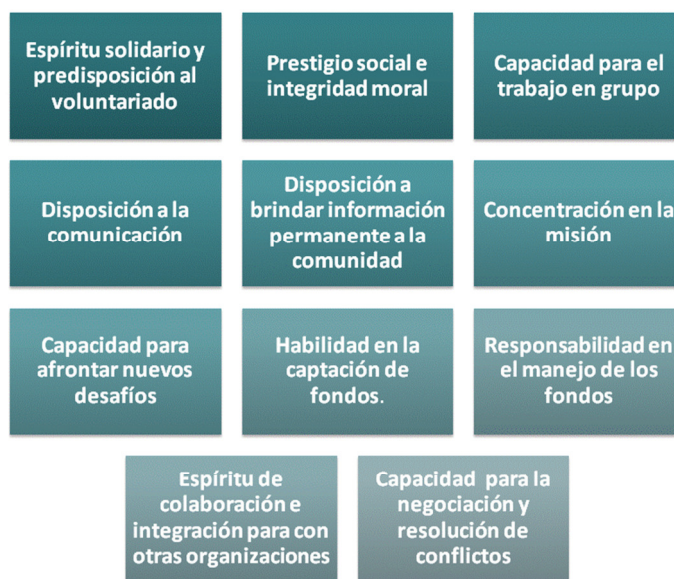 Espíritu solidario y
predisposición al
voluntariado
Prestigio social e
integridad moral
Capacidad para el
trabajo en grupo
Disposición a la
comunicación
Disposición a
brindar información
permanente a la
comunidad
Concentración en la
misión
Capacidad para
afrontar nuevos
desafíos
Habilidad en la
captación de
fondos.
Responsabilidad en
el manejo de los
fondos
Espíritu de
colaboración e
integración para con
otras organizaciones
Capacidad para la
negociación y
resolución de
conflictos